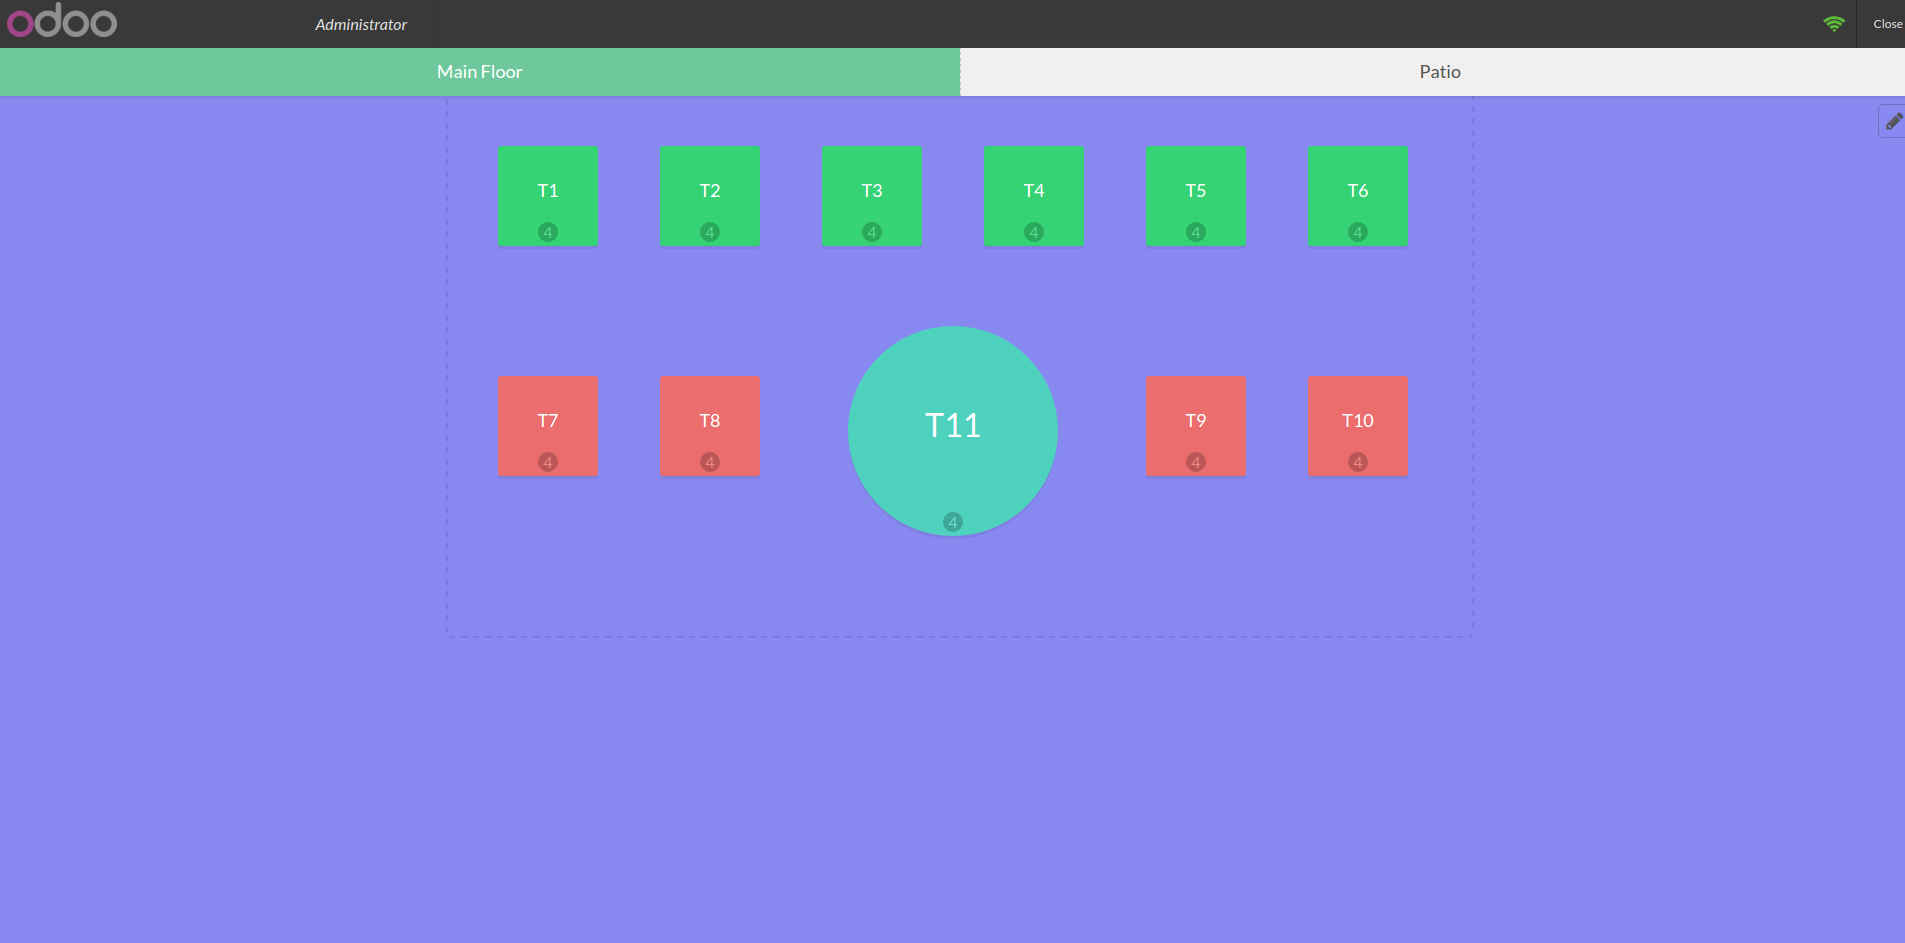 odoo Administrator Close
Main Floor Patio
T1 T2 T3 T4 T5 T6
4 4 4 4 4 4
T7 T8 T11 T9 T10
4 4 4 4
4